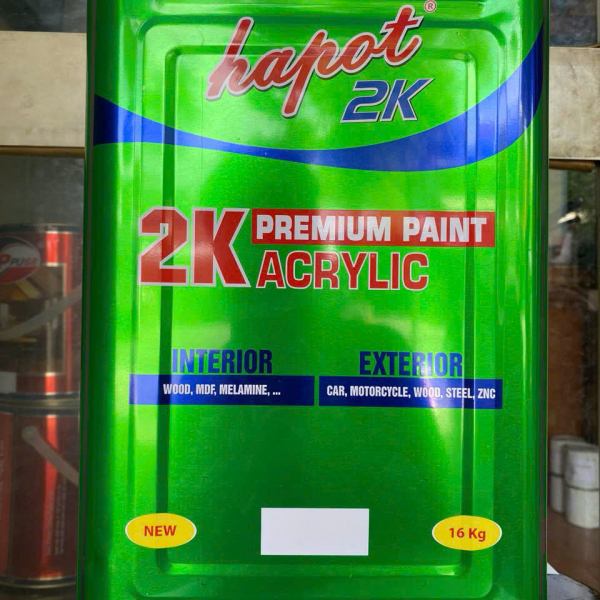 hapot®
2K
2K PREMIUM PAINT
ACRYLIC
INTERIOR
WOOD, MDF, MELAMINE, ...
EXTERIOR
CAR, MOTORCYCLE, WOOD, STEEL, ZNC
NEW
16 Kg